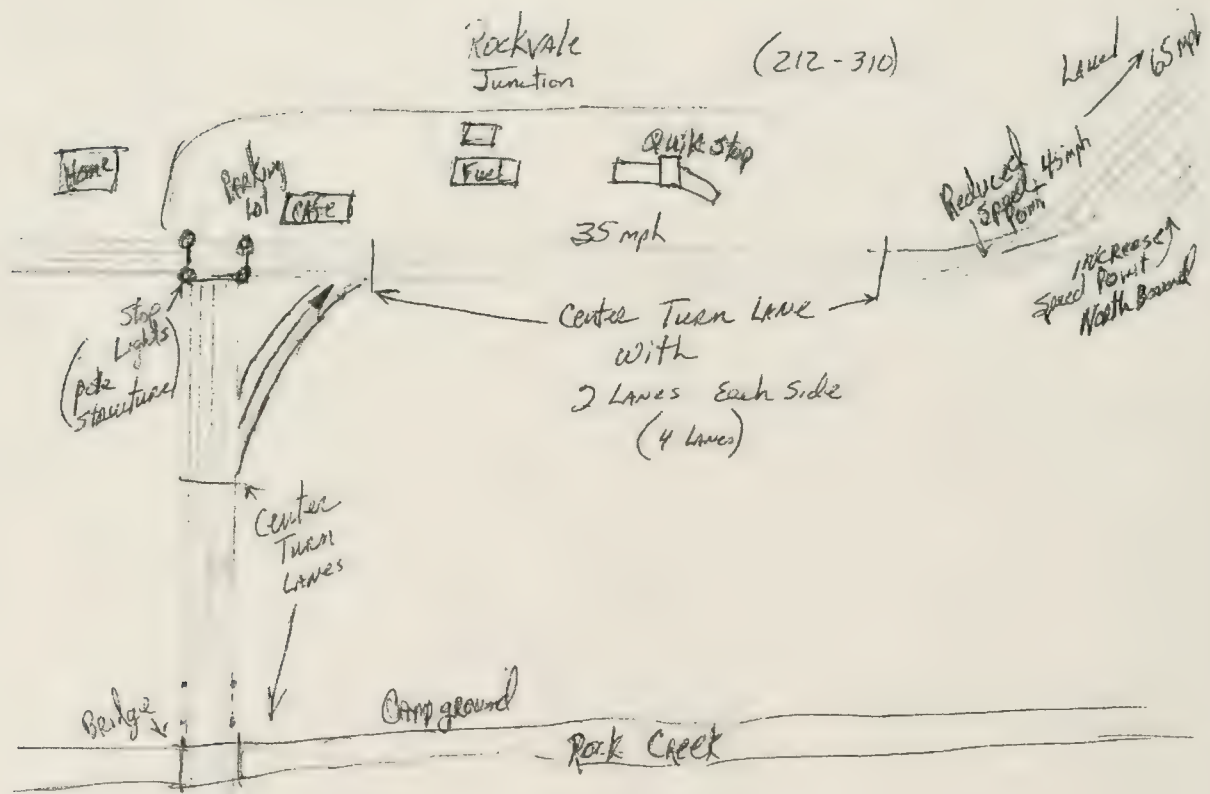 Rockvale
Junction
(212-310)
Laurel
65 mph
Home
Parking
Lot
Cafe
Fuel
Quik Stop
35 mph
Reduced
Speed
Point
45 mph
increase
Speed Point
North Bound
Stop
Lights
(pole
structure)
Center Turn Lane
with
2 Lanes Each Side
(4 Lanes)
Center
Turn
Lanes
Bridge
Campground
Rock Creek